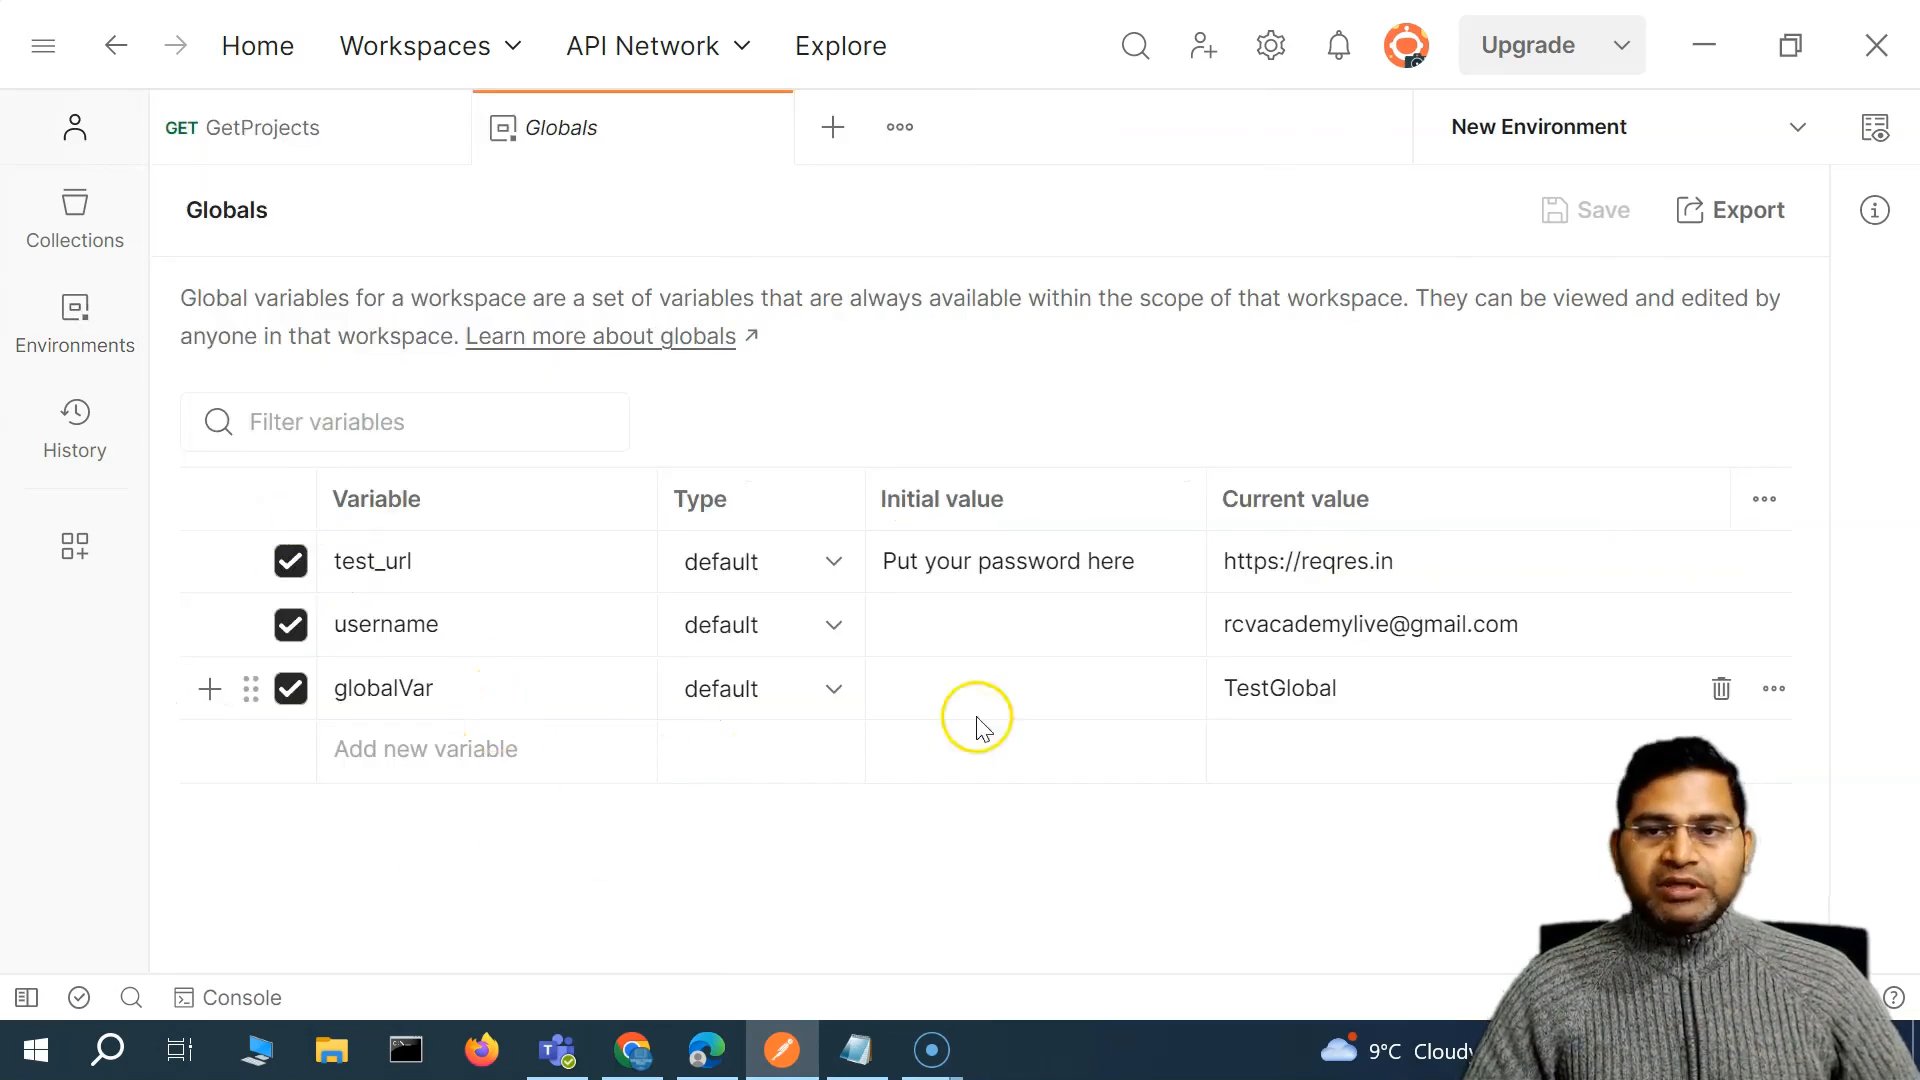 Home
Workspaces
API Network
Explore
Upgrade
GET GetProjects
Globals
New Environment
Globals
Save
Export
Collections
Environments
History
Global variables for a workspace are a set of variables that are always available within the scope of that workspace. They can be viewed and edited by
anyone in that workspace. Learn more about globals ↗
Filter variables
Variable Type Initial value Current value
test_url default Put your password here https://reqres.in
username default rcvacademylive@gmail.com
globalVar default TestGlobal
Add new variable
Console
9°C Cloudy